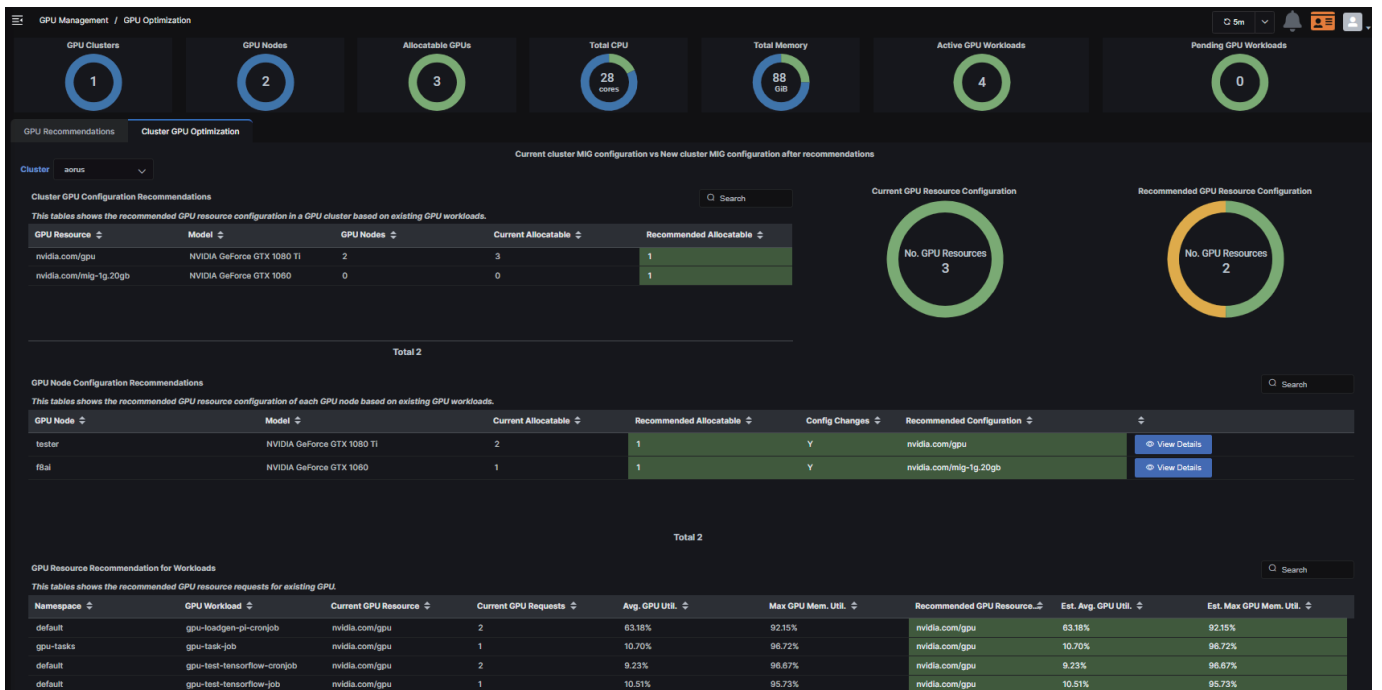 GPU Management / GPU Optimization
5m
GPU Clusters GPU Nodes Allocatable GPUs Total CPU Total Memory Active GPU Workloads Pending GPU Workloads
1 2 3 28 cores 88 GiB 4 0
GPU Recommendations Cluster GPU Optimization
Current cluster MIG configuration vs New cluster MIG configuration after recommendations
Cluster aorus
Cluster GPU Configuration Recommendations Search
This tables shows the recommended GPU resource configuration in a GPU cluster based on existing GPU workloads.
GPU Resource Model GPU Nodes Current Allocatable Recommended Allocatable
nvidia.com/gpu NVIDIA GeForce GTX 1080 Ti 2 3 1
nvidia.com/mig-1g.20gb NVIDIA GeForce GTX 1060 0 0 1
Total 2
Current GPU Resource Configuration
No. GPU Resources
3
Recommended GPU Resource Configuration
No. GPU Resources
2
GPU Node Configuration Recommendations Search
This tables shows the recommended GPU resource configuration of each GPU node based on existing GPU workloads.
GPU Node Model Current Allocatable Recommended Allocatable Config Changes Recommended Configuration
tester NVIDIA GeForce GTX 1080 Ti 2 1 Y nvidia.com/gpu View Details
f8ai NVIDIA GeForce GTX 1060 1 1 Y nvidia.com/mig-1g.20gb View Details
Total 2
GPU Resource Recommendation for Workloads Search
This tables shows the recommended GPU resource requests for existing GPU.
Namespace GPU Workload Current GPU Resource Current GPU Requests Avg. GPU Util. Max GPU Mem. Util. Recommended GPU Resource... Est. Avg. GPU Util. Est. Max GPU Mem. Util.
default gpu-loadgen-pi-cronjob nvidia.com/gpu 2 63.18% 92.15% nvidia.com/gpu 63.18% 92.15%
gpu-tasks gpu-task-job nvidia.com/gpu 1 10.70% 96.72% nvidia.com/gpu 10.70% 96.72%
default gpu-test-tensorflow-cronjob nvidia.com/gpu 2 9.23% 96.67% nvidia.com/gpu 9.23% 96.67%
default gpu-test-tensorflow-job nvidia.com/gpu 1 10.51% 95.73% nvidia.com/gpu 10.51% 95.73%